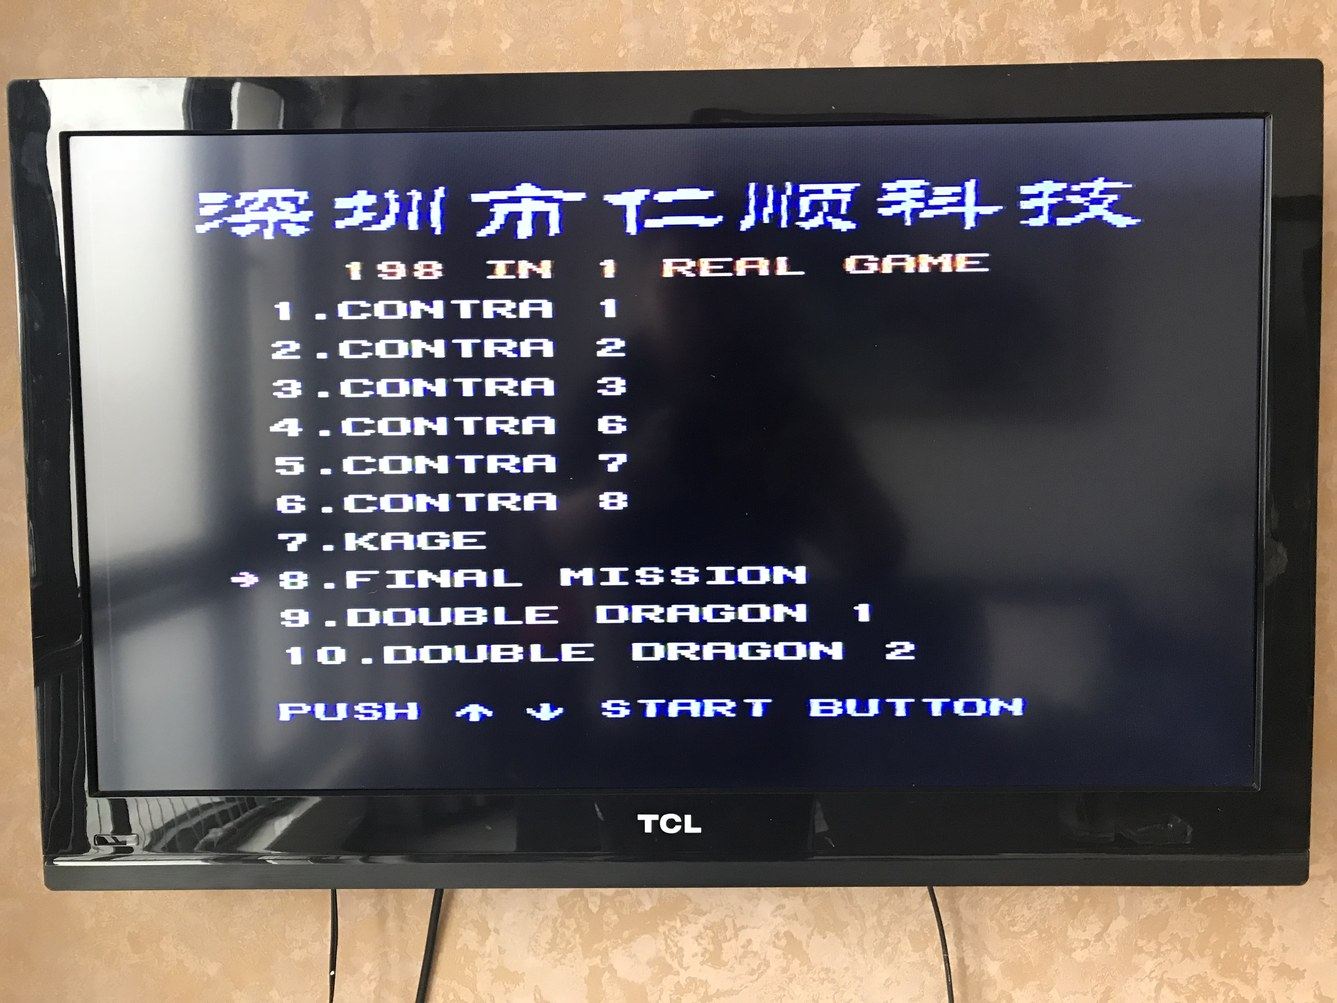 深圳市仁顺科技
198 IN 1 REAL GAME
1.CONTRA 1
2.CONTRA 2
3.CONTRA 3
4.CONTRA 6
5.CONTRA 7
6.CONTRA 8
7.KAGE
→ 8.FINAL MISSION
9.DOUBLE DRAGON 1
10.DOUBLE DRAGON 2
PUSH ↑ ↓ START BUTTON
TCL